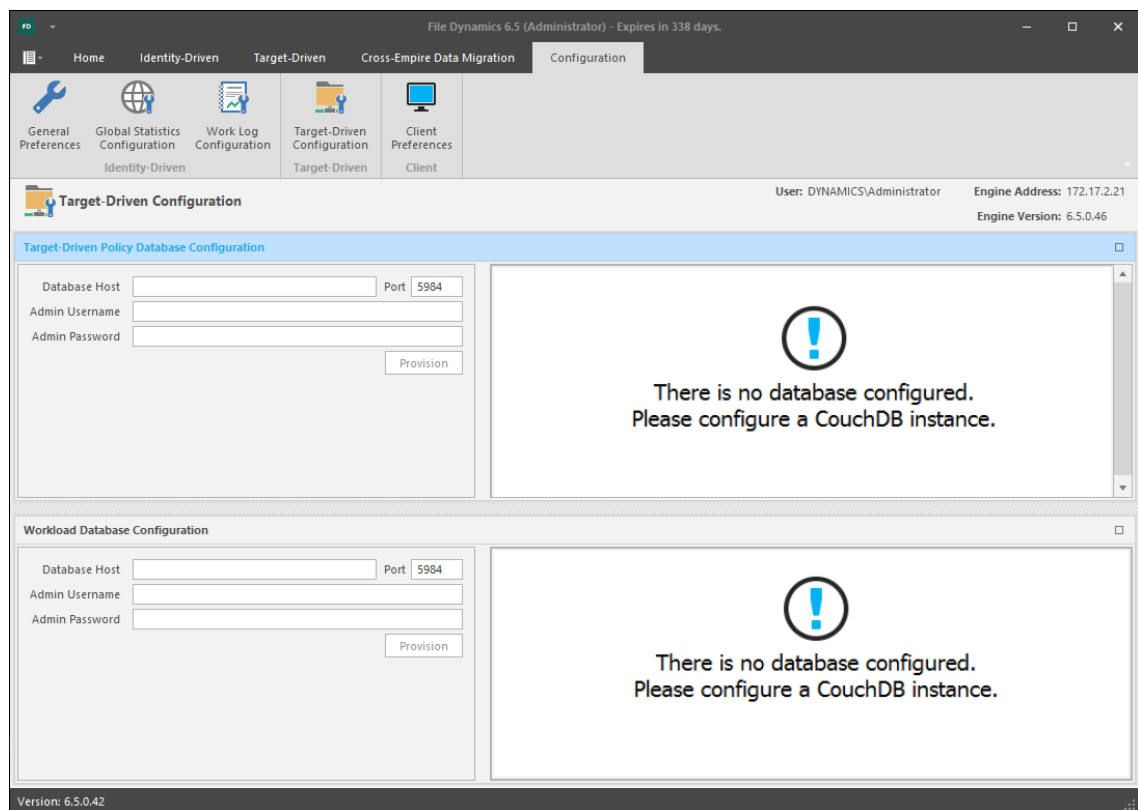 FD
File Dynamics 6.5 (Administrator) - Expires in 338 days.
Home Identity-Driven Target-Driven Cross-Empire Data Migration Configuration
General Preferences
Global Statistics Configuration
Work Log Configuration
Target-Driven Configuration
Client Preferences
Identity-Driven Target-Driven Client
Target-Driven Configuration
User: DYNAMICS\Administrator
Engine Address: 172.17.2.21
Engine Version: 6.5.0.46
Target-Driven Policy Database Configuration
Database Host Port 5984
Admin Username
Admin Password
Provision
There is no database configured.
Please configure a CouchDB instance.
Workload Database Configuration
Database Host Port 5984
Admin Username
Admin Password
Provision
There is no database configured.
Please configure a CouchDB instance.
Version: 6.5.0.42